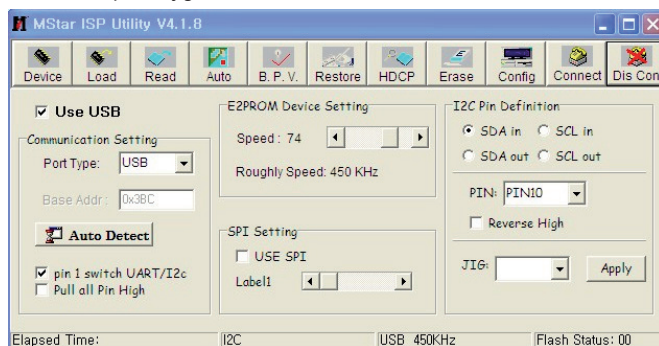 MStar ISP Utility V4.1.8
Device Load Read Auto B. P. V. Restore HDCP Erase Config Connect Dis Con
Use USB
Communication Setting
Port Type: USB
Base Addr: 0x3BC
Auto Detect
pin 1 switch UART/I2c
Pull all Pin High
E2PROM Device Setting
Speed : 74
Roughly Speed: 450 KHz
SPI Setting
USE SPI
Label1
I2C Pin Definition
SDA in SCL in
SDA out SCL out
PIN: PIN10
Reverse High
JIG: Apply
Elapsed Time: I2C USB 450KHz Flash Status: 00